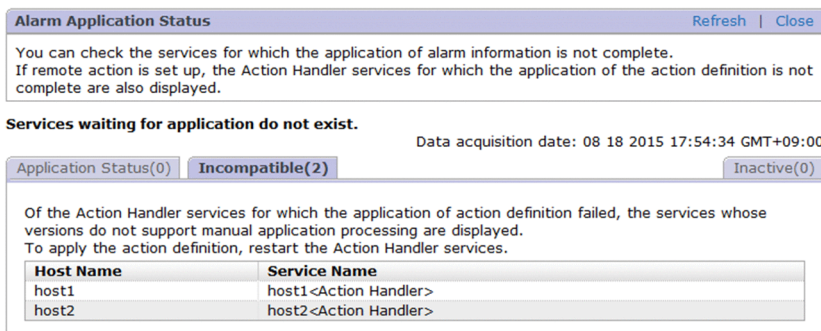 Alarm Application Status Refresh | Close
You can check the services for which the application of alarm information is not complete.
If remote action is set up, the Action Handler services for which the application of the action definition is not
complete are also displayed.
Services waiting for application do not exist.
Data acquisition date: 08 18 2015 17:54:34 GMT+09:00
Application Status(0) Incompatible(2) Inactive(0)
Of the Action Handler services for which the application of action definition failed, the services whose
versions do not support manual application processing are displayed.
To apply the action definition, restart the Action Handler services.
Host Name Service Name
host1 host1<Action Handler>
host2 host2<Action Handler>